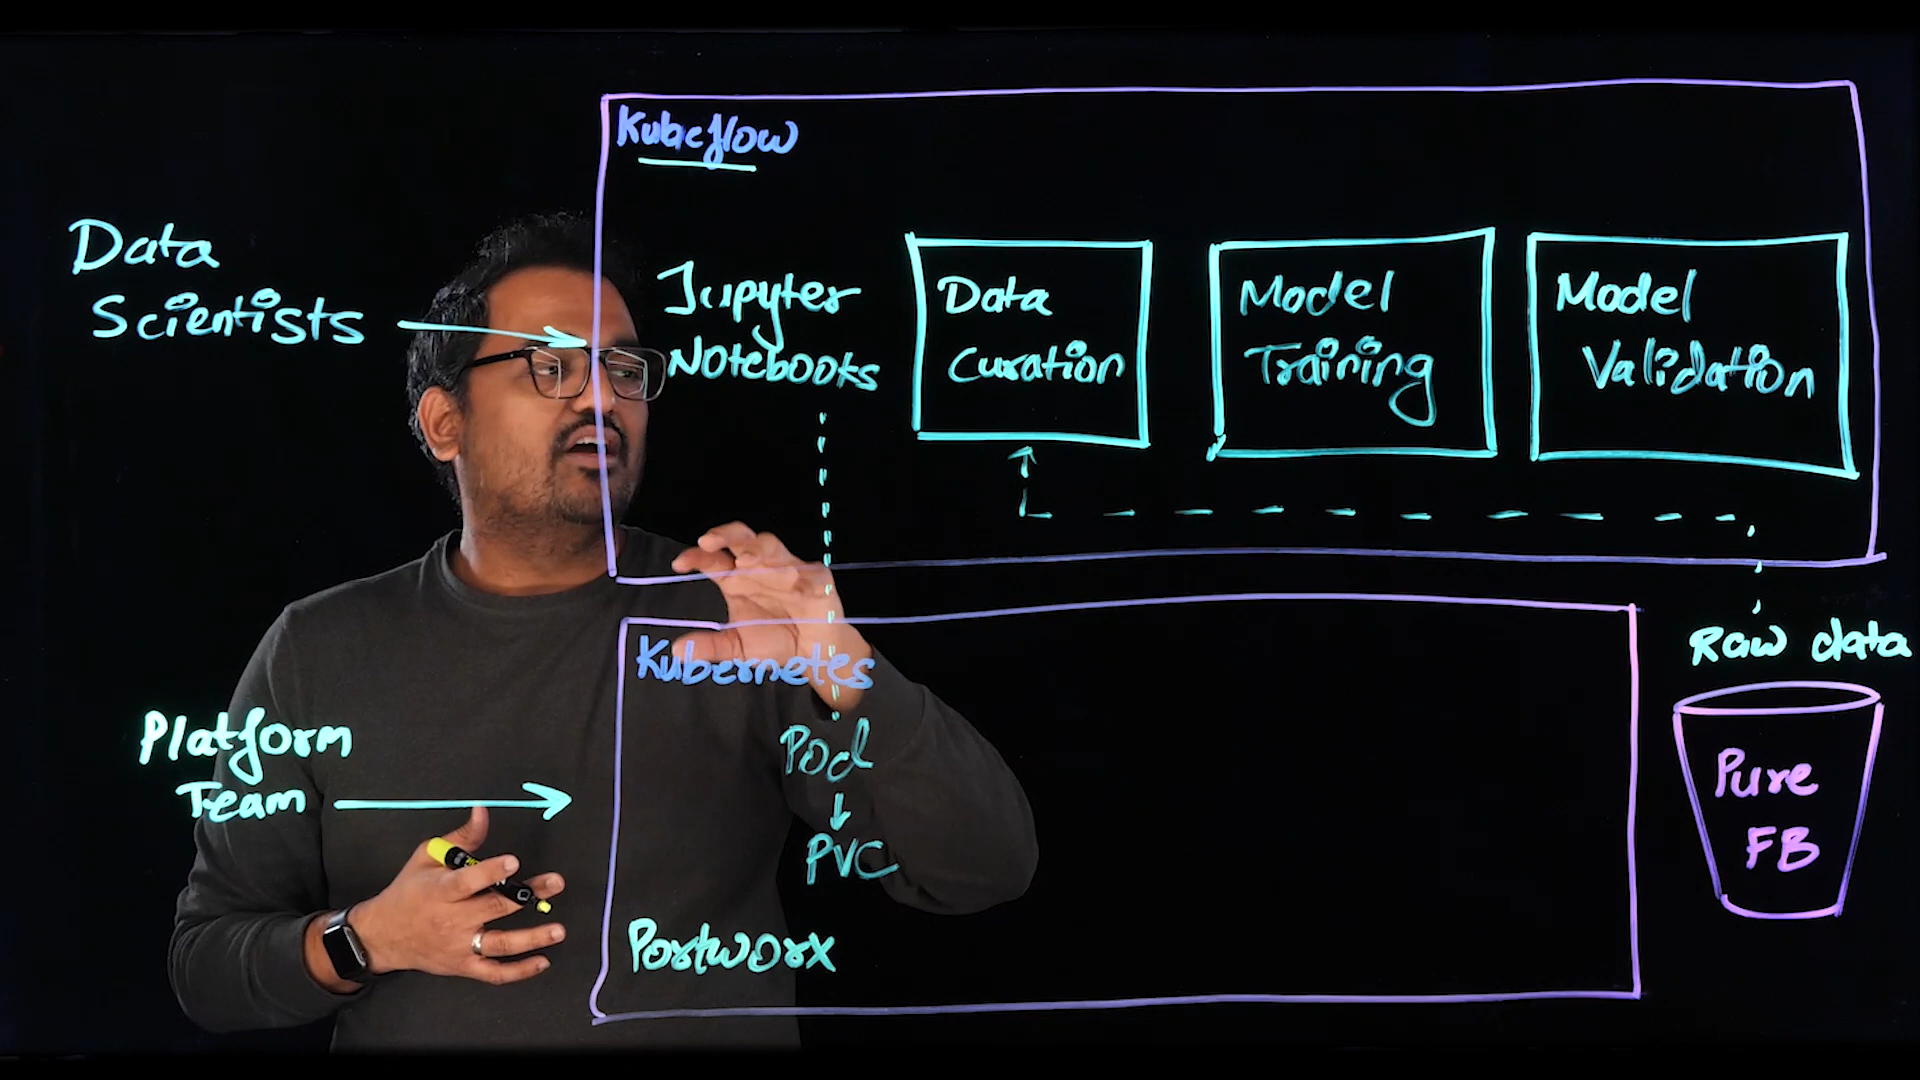 Kubeflow
Data
Scientists
Jupyter
Notebooks
Data
Curation
Model
Training
Model
Validation
Raw data
Pure
FB
Kubernetes
Platform
Team
Pod
PVC
Portworx